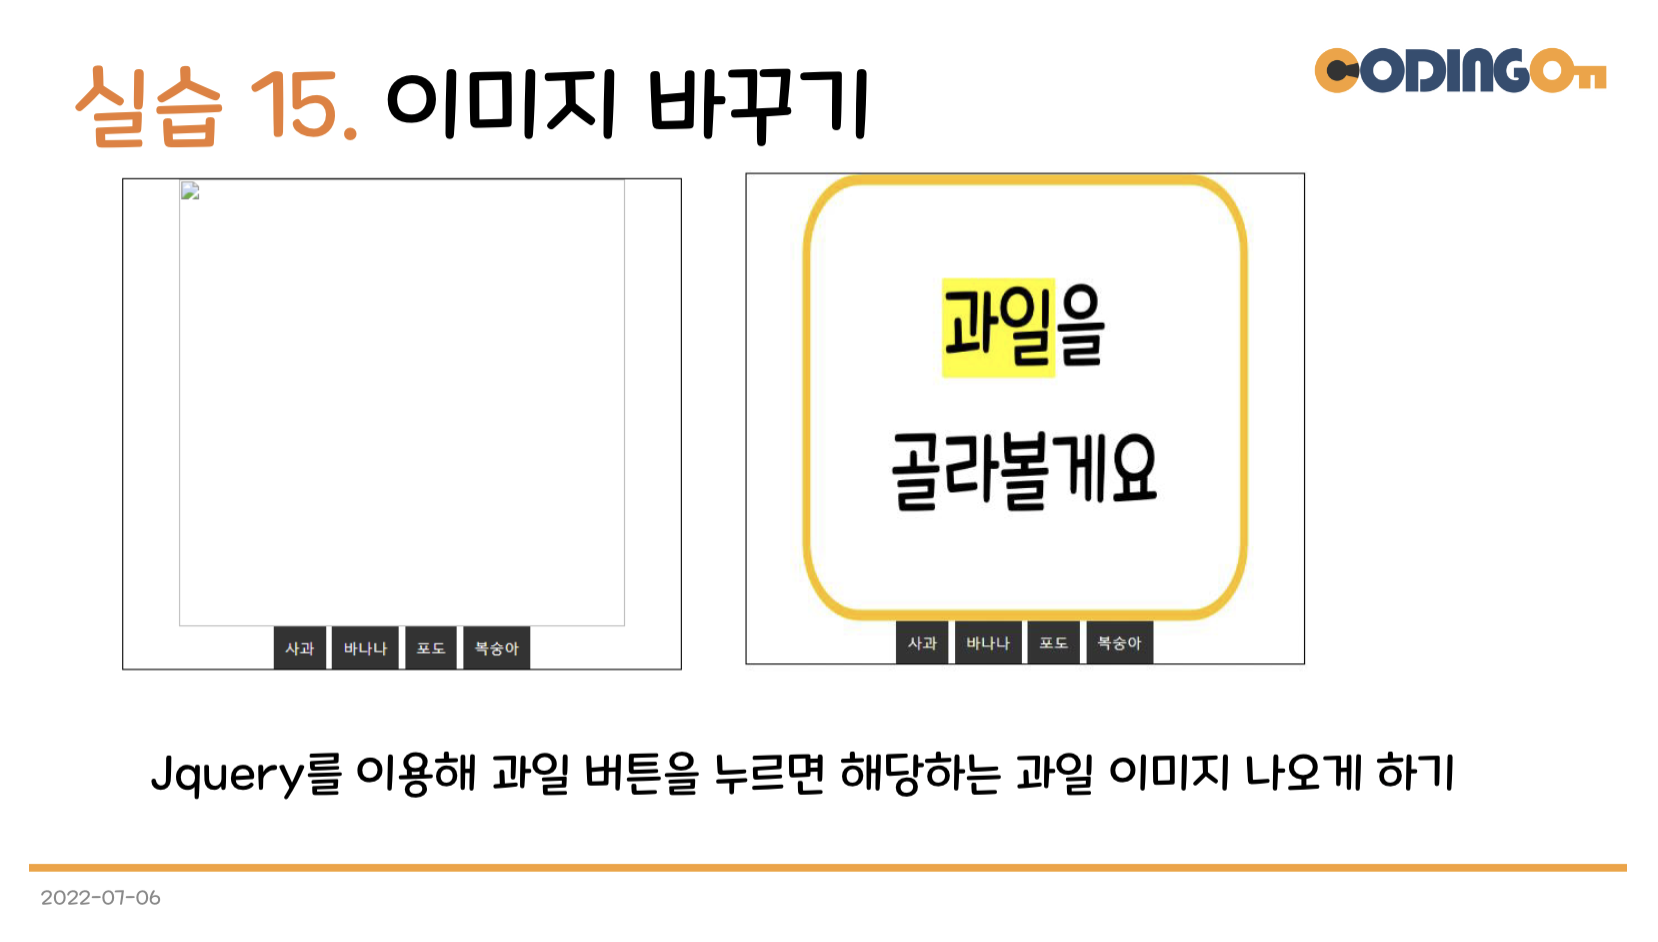 실습 15. 이미지 바꾸기
CODINGOn
과일을
골라볼게요
사과 바나나 포도 복숭아
사과 바나나 포도 복숭아
Jquery를 이용해 과일 버튼을 누르면 해당하는 과일 이미지 나오게 하기
2022-07-06